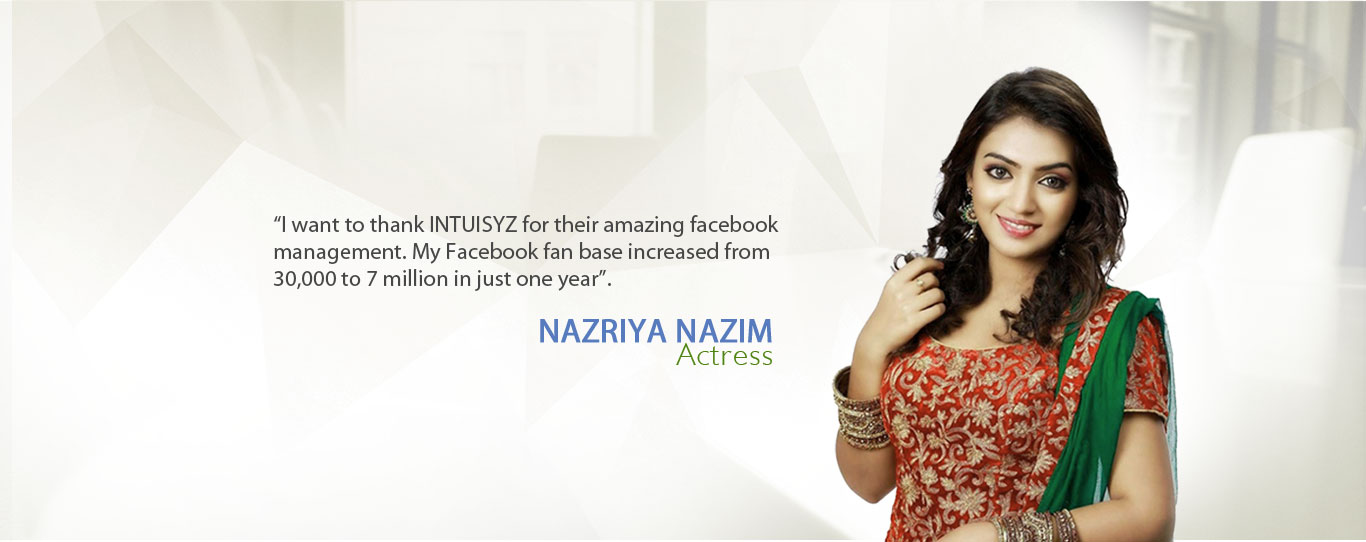 “I want to thank INTUISYZ for their amazing facebook
management. My Facebook fan base increased from
30,000 to 7 million in just one year”.
NAZRIYA NAZIM
Actress